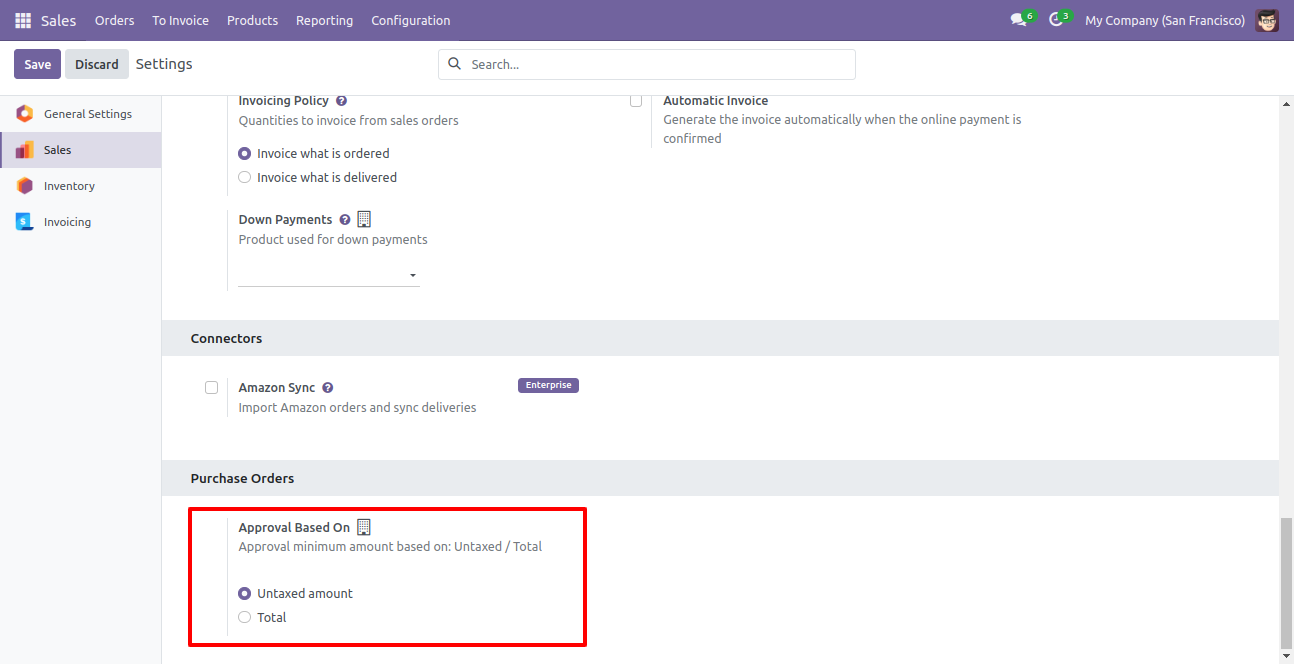 Sales Orders To Invoice Products Reporting Configuration 6 3 My Company (San Francisco)
Save Discard Settings Search...
General Settings
Sales
Inventory
Invoicing
Invoicing Policy ?
Quantities to invoice from sales orders
Invoice what is ordered
Invoice what is delivered
Automatic Invoice
Generate the invoice automatically when the online payment is
confirmed
Down Payments ?
Product used for down payments
Connectors
Amazon Sync ? Enterprise
Import Amazon orders and sync deliveries
Purchase Orders
Approval Based On
Approval minimum amount based on: Untaxed / Total
Untaxed amount
Total